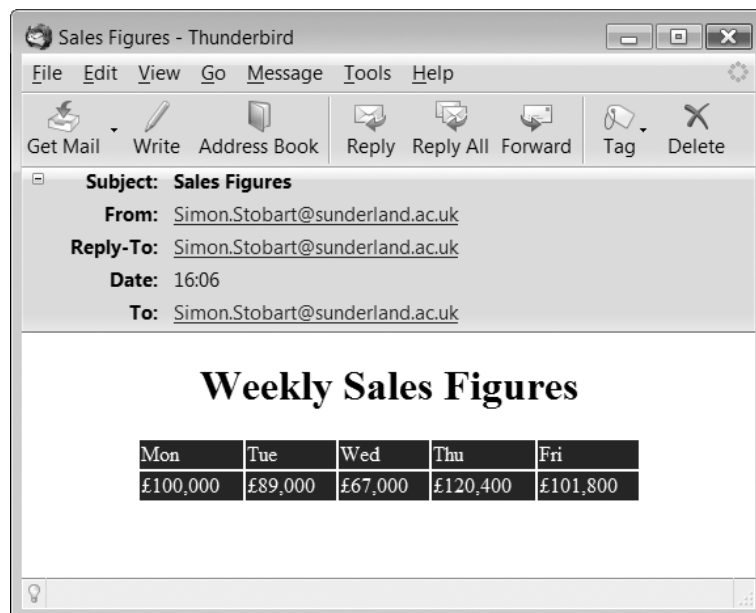 Sales Figures - Thunderbird
File Edit View Go Message Tools Help
Get Mail Write Address Book Reply Reply All Forward Tag Delete
Subject: Sales Figures
From: Simon.Stobart@sunderland.ac.uk
Reply-To: Simon.Stobart@sunderland.ac.uk
Date: 16:06
To: Simon.Stobart@sunderland.ac.uk
Weekly Sales Figures
Mon Tue Wed Thu Fri
£100,000 £89,000 £67,000 £120,400 £101,800